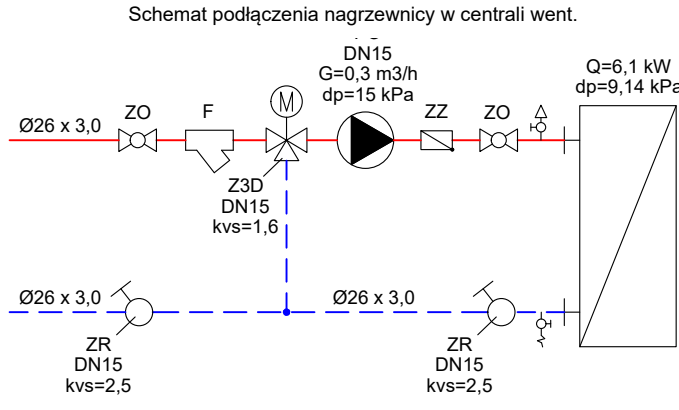 Schemat podłączenia nagrzewnicy w centrali went.
DN15
G=0,3 m3/h
dp=15 kPa
Q=6,1 kW
dp=9,14 kPa
Ø26 x 3,0
ZO
F
M
ZZ
ZO
Z3D
DN15
kvs=1,6
Ø26 x 3,0
Ø26 x 3,0
ZR
DN15
kvs=2,5
ZR
DN15
kvs=2,5